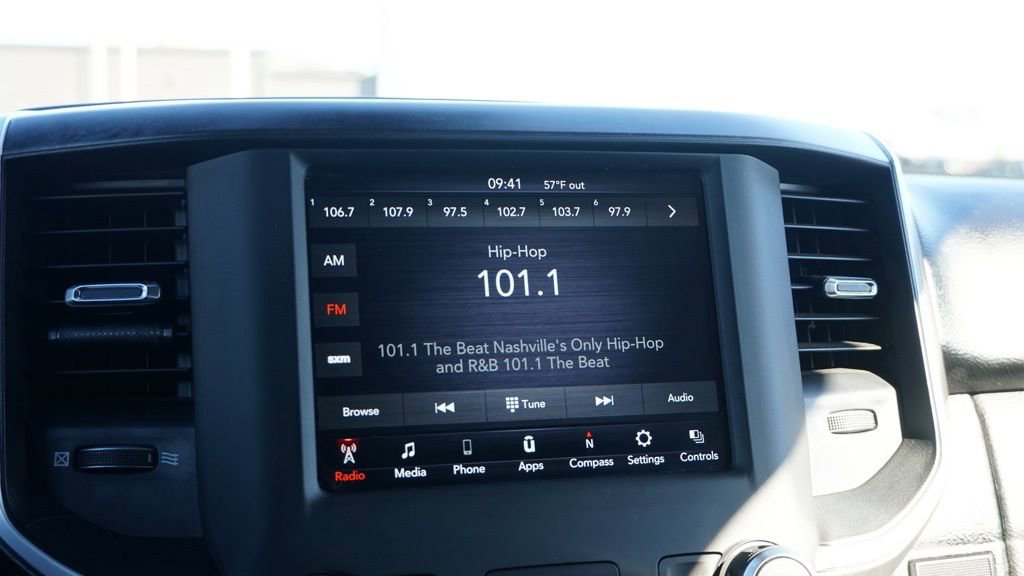 09:41 57°F out
1 106.7 2 107.9 3 97.5 4 102.7 5 103.7 6 97.9
AM
Hip-Hop
101.1
FM
sxm
101.1 The Beat Nashville's Only Hip-Hop
and R&B 101.1 The Beat
Browse Tune Audio
N
Radio Media Phone Apps Compass Settings Controls